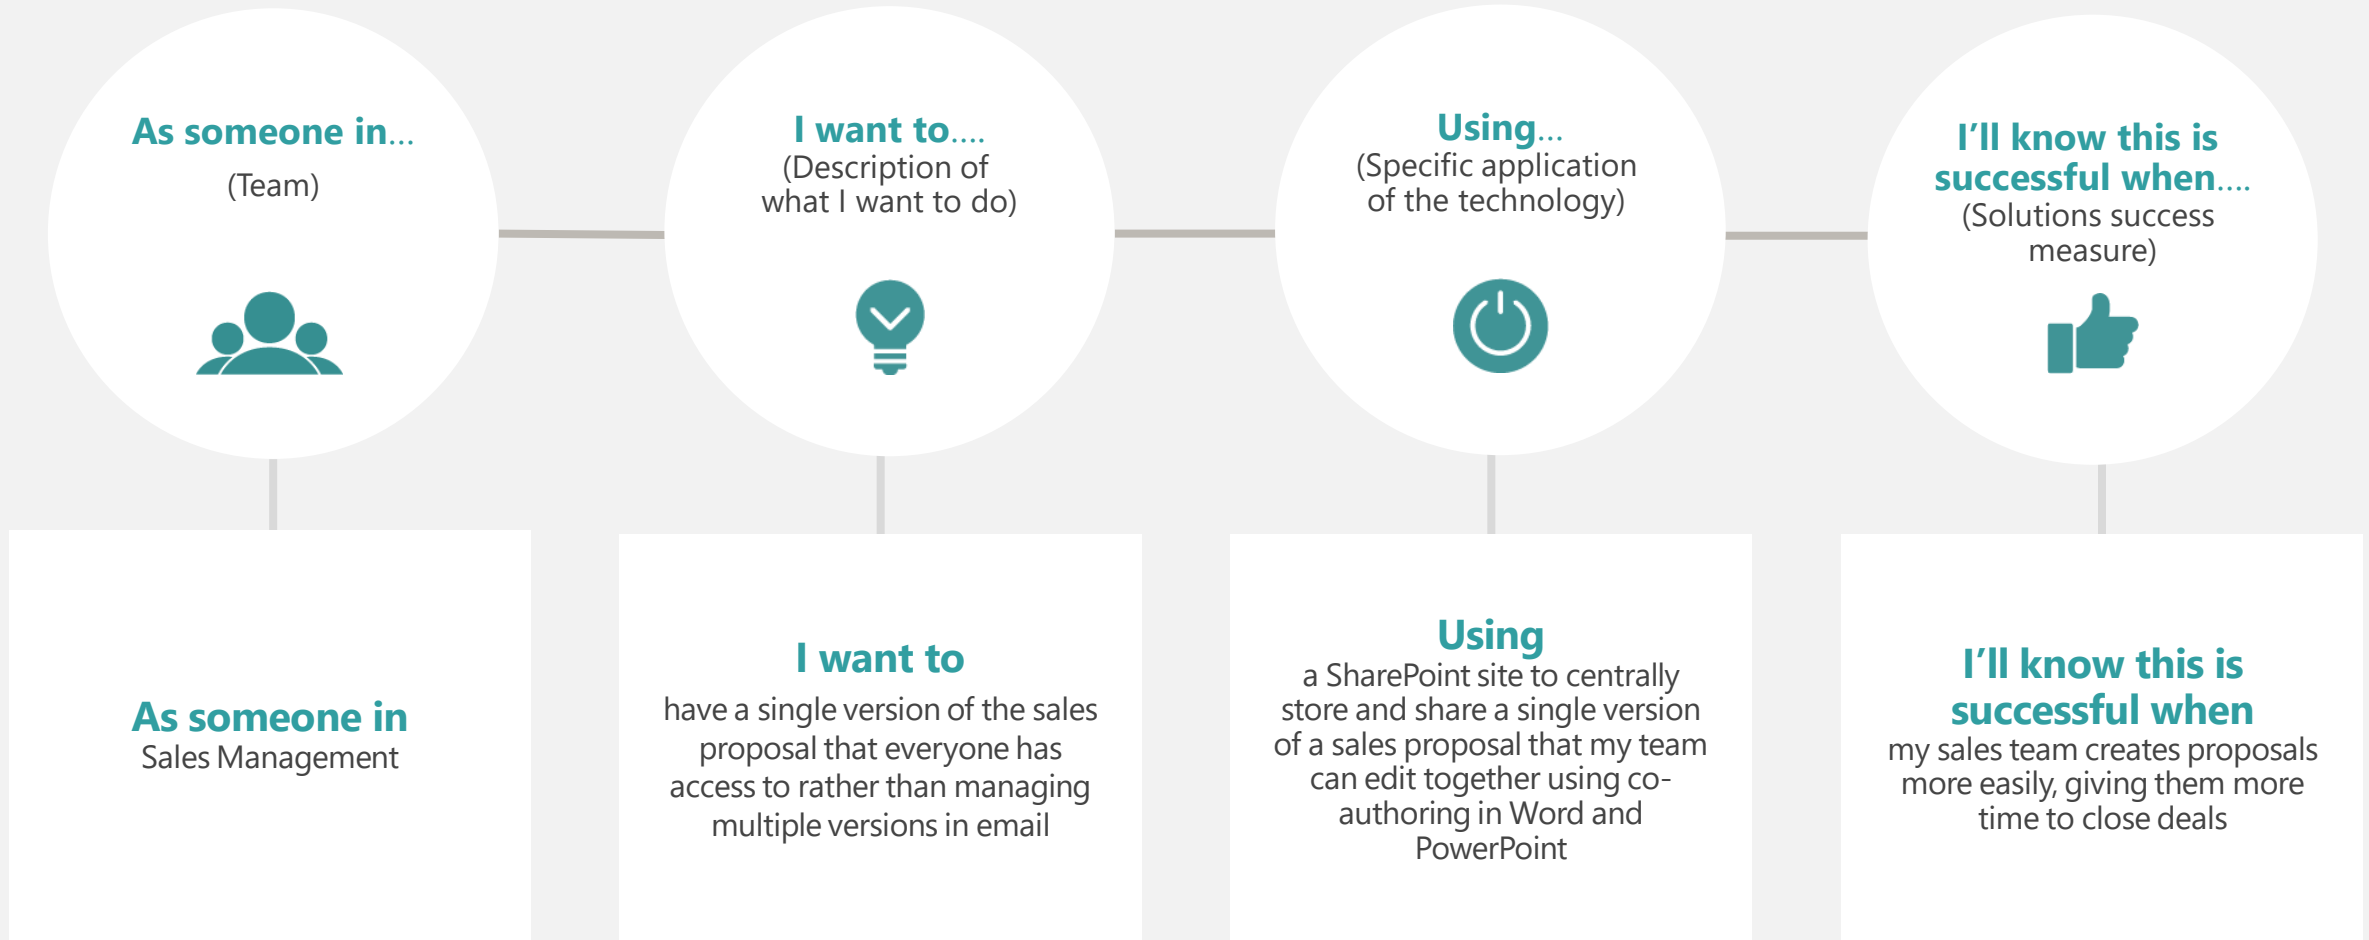 As someone in...
(Team)
I want to....
(Description of
what I want to do)
Using...
(Specific application
of the technology)
I'll know this is
successful when....
(Solutions success
measure)
As someone in
Sales Management
I want to
have a single version of the sales
proposal that everyone has
access to rather than managing
multiple versions in email
Using
a SharePoint site to centrally
store and share a single version
of a sales proposal that my team
can edit together using co-
authoring in Word and
PowerPoint
I'll know this is
successful when
my sales team creates proposals
more easily, giving them more
time to close deals